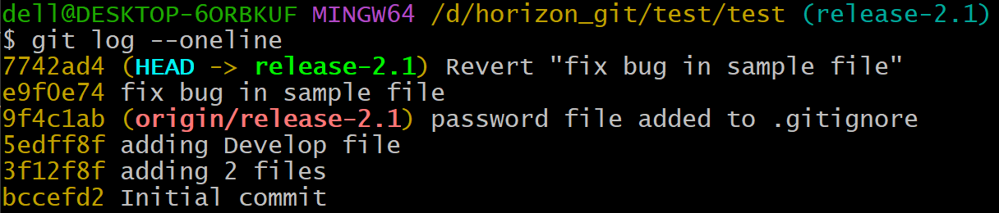 dell@DESKTOP-6ORBKUF MINGW64 /d/horizon_git/test/test (release-2.1)
$ git log --oneline
7742ad4 (HEAD -> release-2.1) Revert "fix bug in sample file"
e9f0e74 fix bug in sample file
9f4c1ab (origin/release-2.1) password file added to .gitignore
5edff8f adding Develop file
3f12f8f adding 2 files
bccefd2 Initial commit